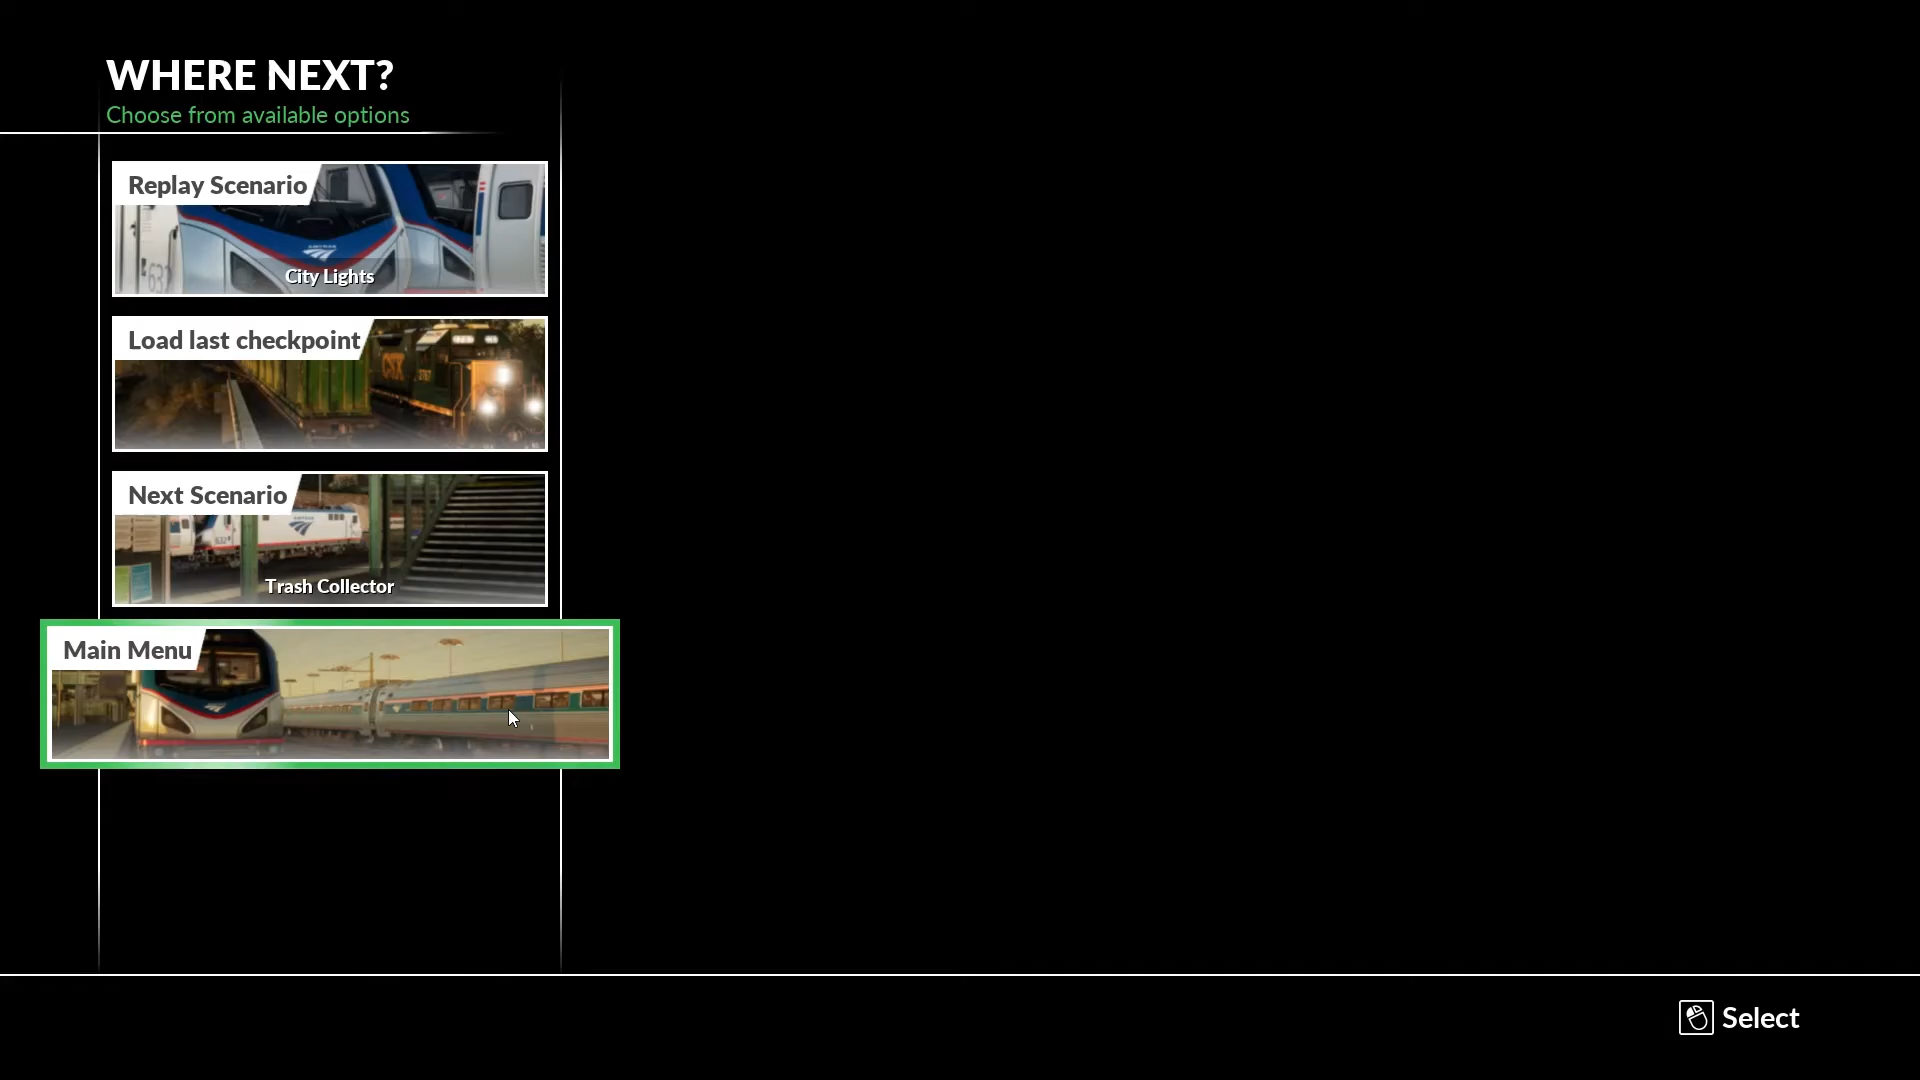 WHERE NEXT?
Choose from available options
Replay Scenario
City Lights
Load last checkpoint
CSX
Next Scenario
Trash Collector
Main Menu
Select